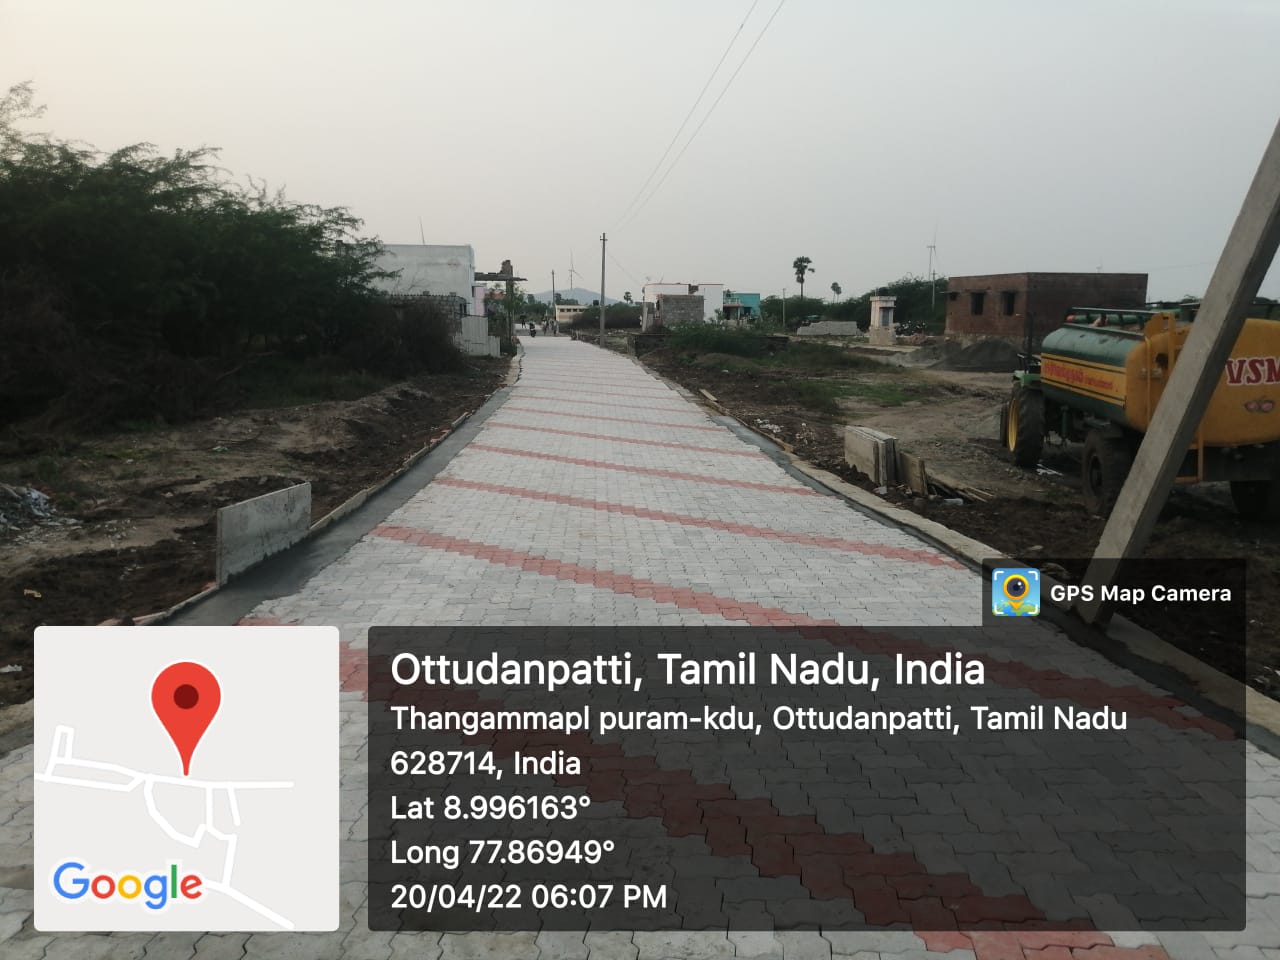 VSM
GPS Map Camera
Google
Ottudanpatti, Tamil Nadu, India
Thangammapl puram-kdu, Ottudanpatti, Tamil Nadu
628714, India
Lat 8.996163°
Long 77.86949°
20/04/22 06:07 PM